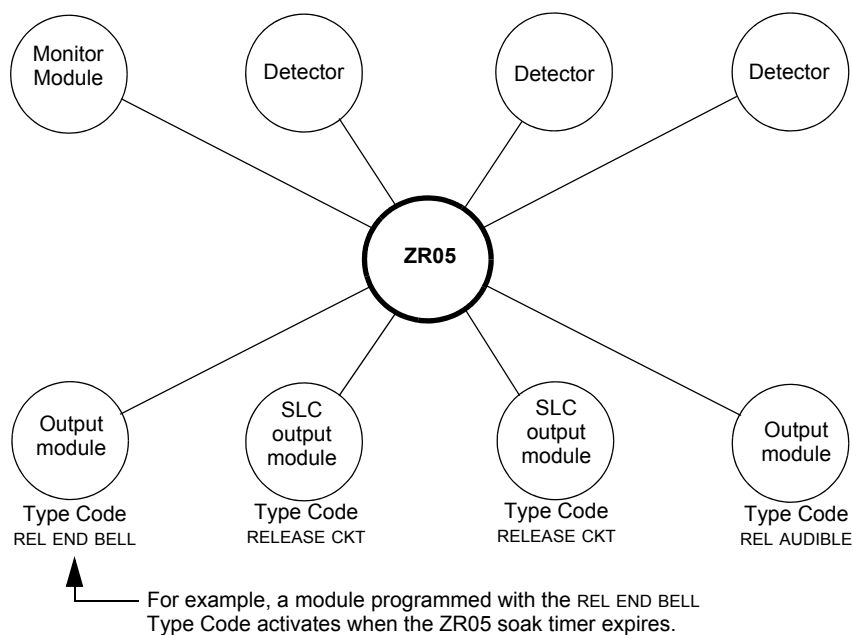 Monitor
Module
Detector
Detector
Detector
ZR05
Output
module
SLC
output
module
SLC
output
module
Output
module
Type Code
REL END BELL
Type Code
RELEASE CKT
Type Code
RELEASE CKT
Type Code
REL AUDIBLE
For example, a module programmed with the REL END BELL
Type Code activates when the ZR05 soak timer expires.